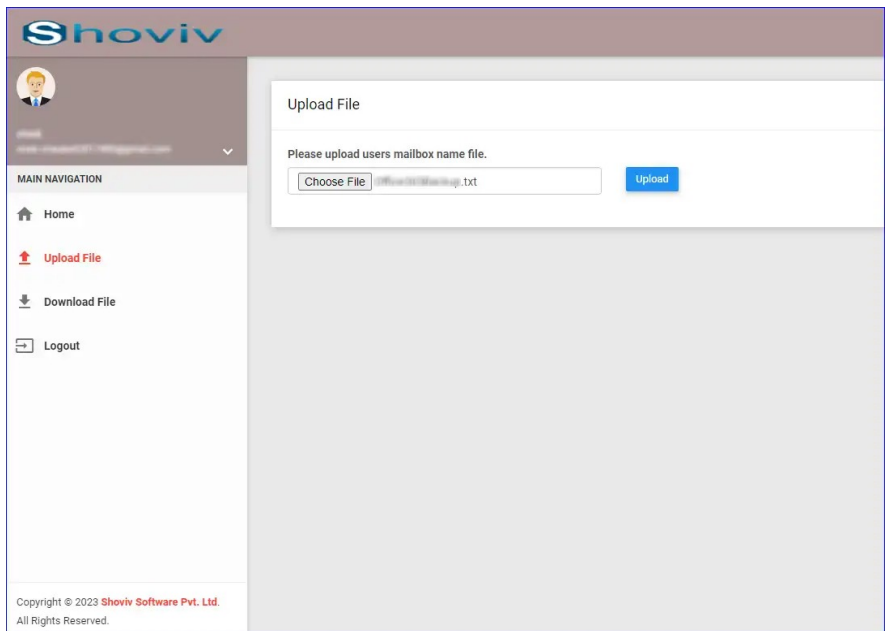 Shoviv
MAIN NAVIGATION
Home
Upload File
Download File
Logout
Copyright © 2023 Shoviv Software Pvt. Ltd.
All Rights Reserved.
Upload File
Please upload users mailbox name file.
Choose File .txt
Upload